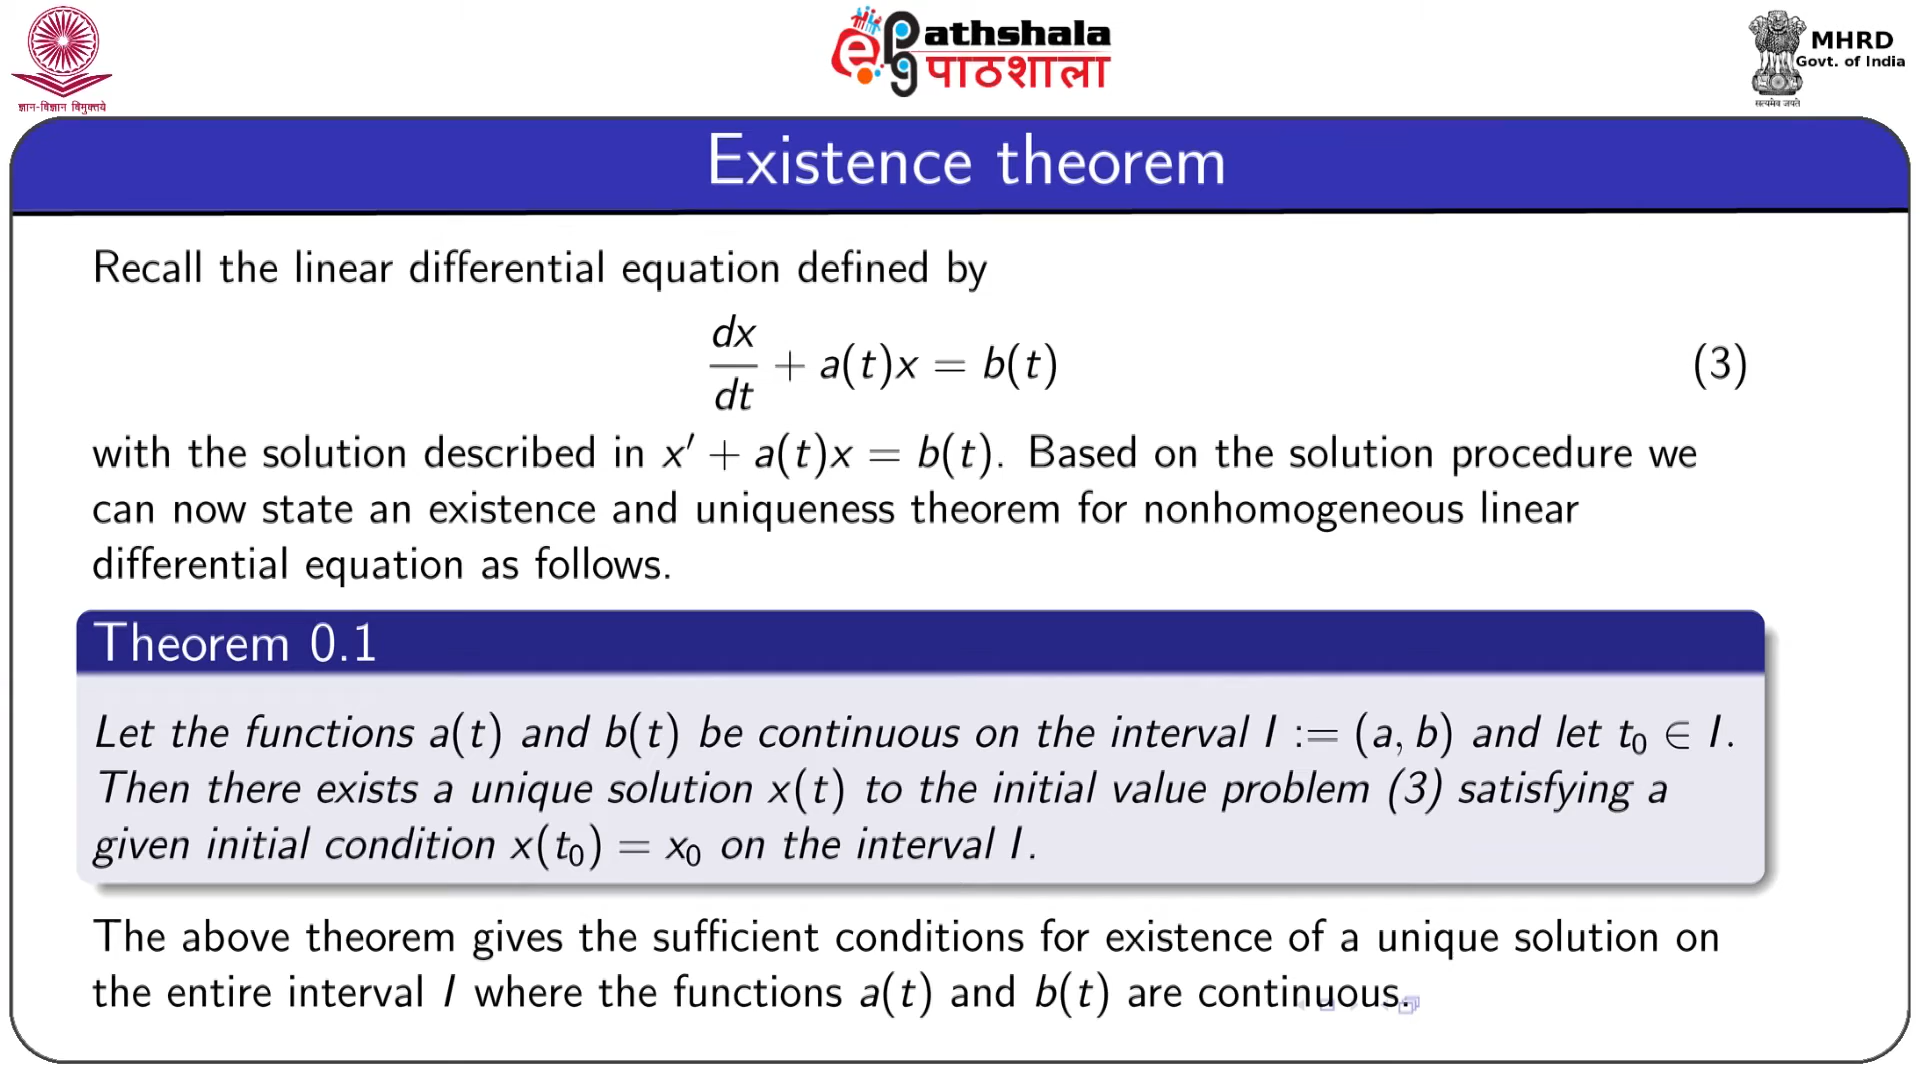 ज्ञान-विज्ञान विमुक्तये
ePG Pathshala
पाठशाला
MHRD
Govt. of India
सत्यमेव जयते
Existence theorem
Recall the linear differential equation defined by
dx/dt + a(t)x = b(t) (3)
with the solution described in x′ + a(t)x = b(t). Based on the solution procedure we
can now state an existence and uniqueness theorem for nonhomogeneous linear
differential equation as follows.
Theorem 0.1
Let the functions a(t) and b(t) be continuous on the interval I := (a, b) and let t₀ ∈ I.
Then there exists a unique solution x(t) to the initial value problem (3) satisfying a
given initial condition x(t₀) = x₀ on the interval I.
The above theorem gives the sufficient conditions for existence of a unique solution on
the entire interval I where the functions a(t) and b(t) are continuous.